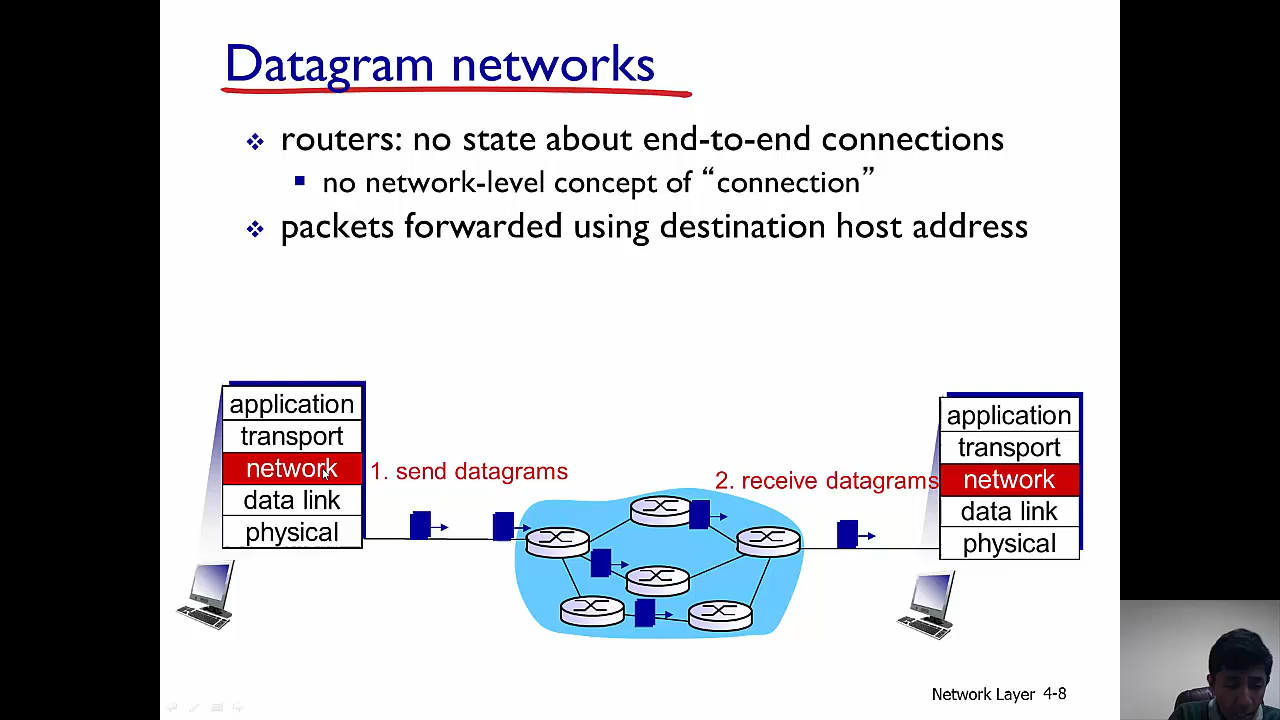 Datagram networks
routers: no state about end-to-end connections
no network-level concept of “connection”
packets forwarded using destination host address
application
transport
network
data link
physical
1. send datagrams
2. receive datagrams
application
transport
network
data link
physical
Network Layer 4-8